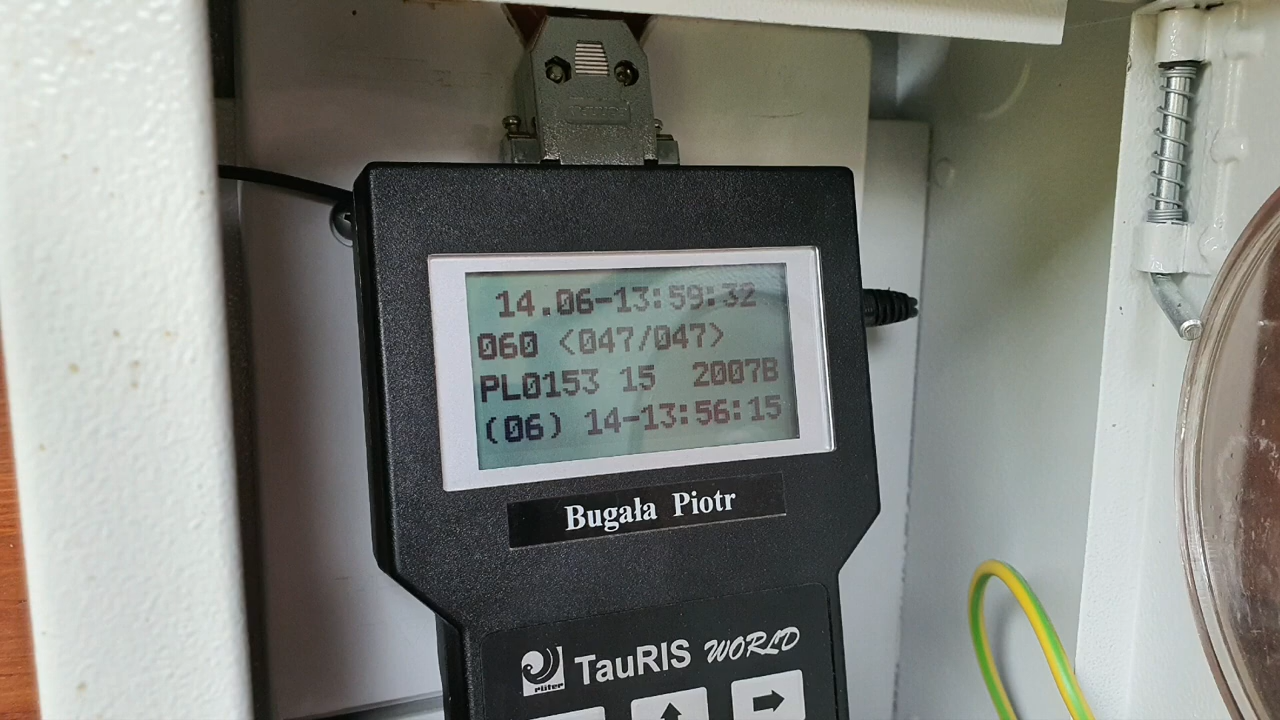 14.06-13:59:32
060 <047/047>
PL0153 15 2007B
(06) 14-13:56:15
Bugała Piotr
rüter
TauRIS WORLD